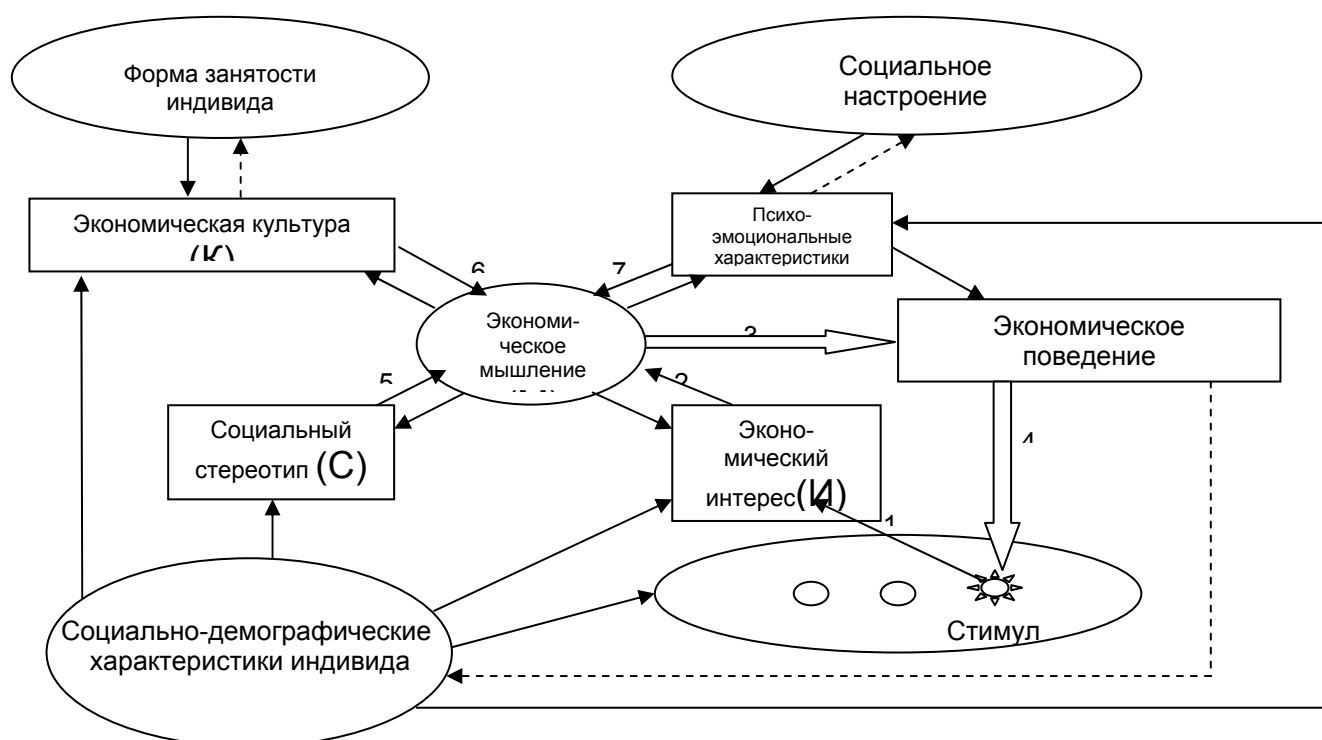 Форма занятости
индивида
Социальное
настроение
Экономическая культура
(К)
Психо-
эмоциональные
характеристики
6
7
Экономи-
ческое
мышление
3
Экономическое
поведение
5
2
Социальный
стереотип (С)
Эконо-
мический
интерес(И)
4
1
Социально-демографические
характеристики индивида
Стимул